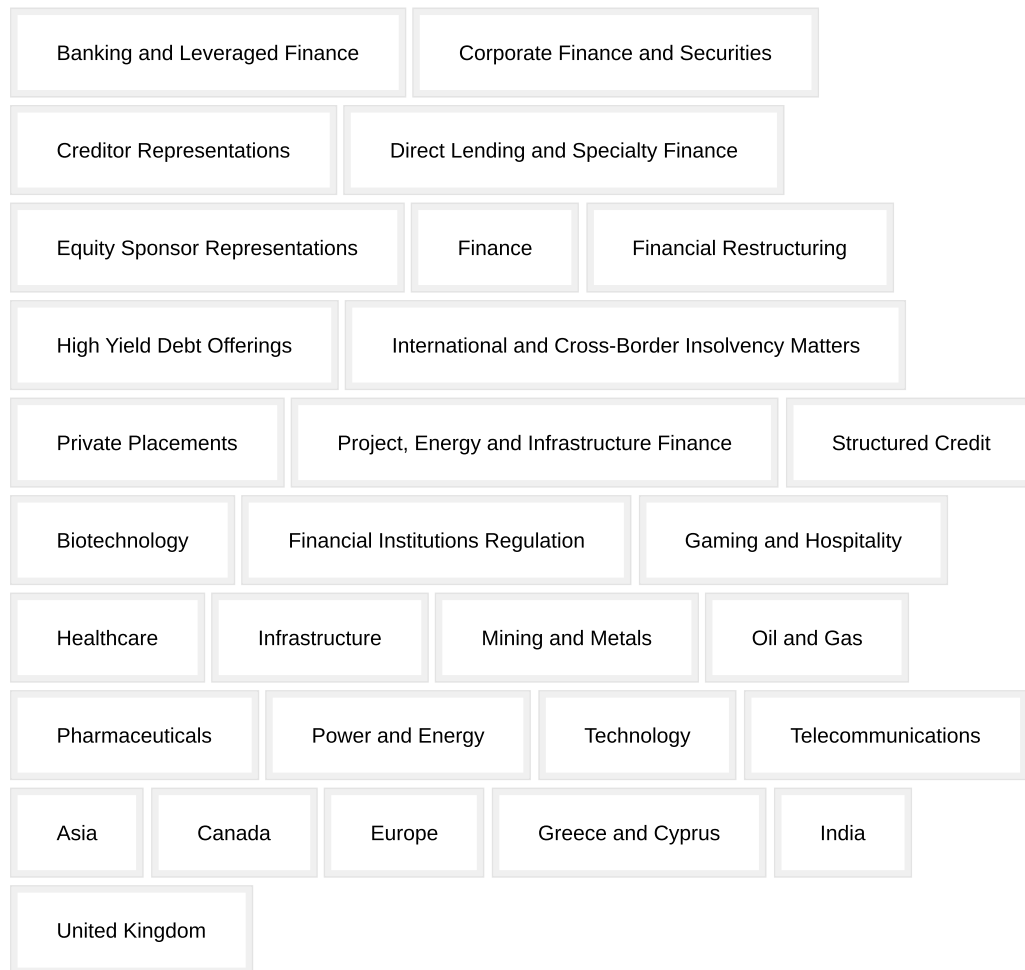 Banking and Leveraged Finance Corporate Finance and Securities
Creditor Representations Direct Lending and Specialty Finance
Equity Sponsor Representations Finance Financial Restructuring
High Yield Debt Offerings International and Cross-Border Insolvency Matters
Private Placements Project, Energy and Infrastructure Finance Structured Credit
Biotechnology Financial Institutions Regulation Gaming and Hospitality
Healthcare Infrastructure Mining and Metals Oil and Gas
Pharmaceuticals Power and Energy Technology Telecommunications
Asia Canada Europe Greece and Cyprus India
United Kingdom